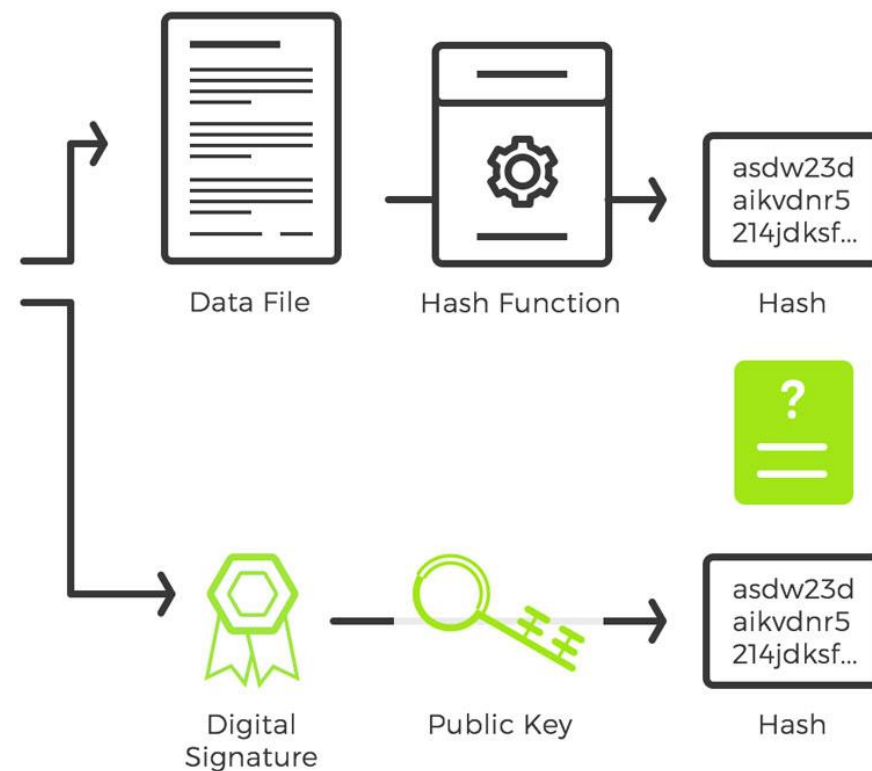 asdw23d
aikvdnr5
214jdksf...
Data File
Hash Function
Hash
?
asdw23d
aikvdnr5
214jdksf...
Digital
Signature
Public Key
Hash